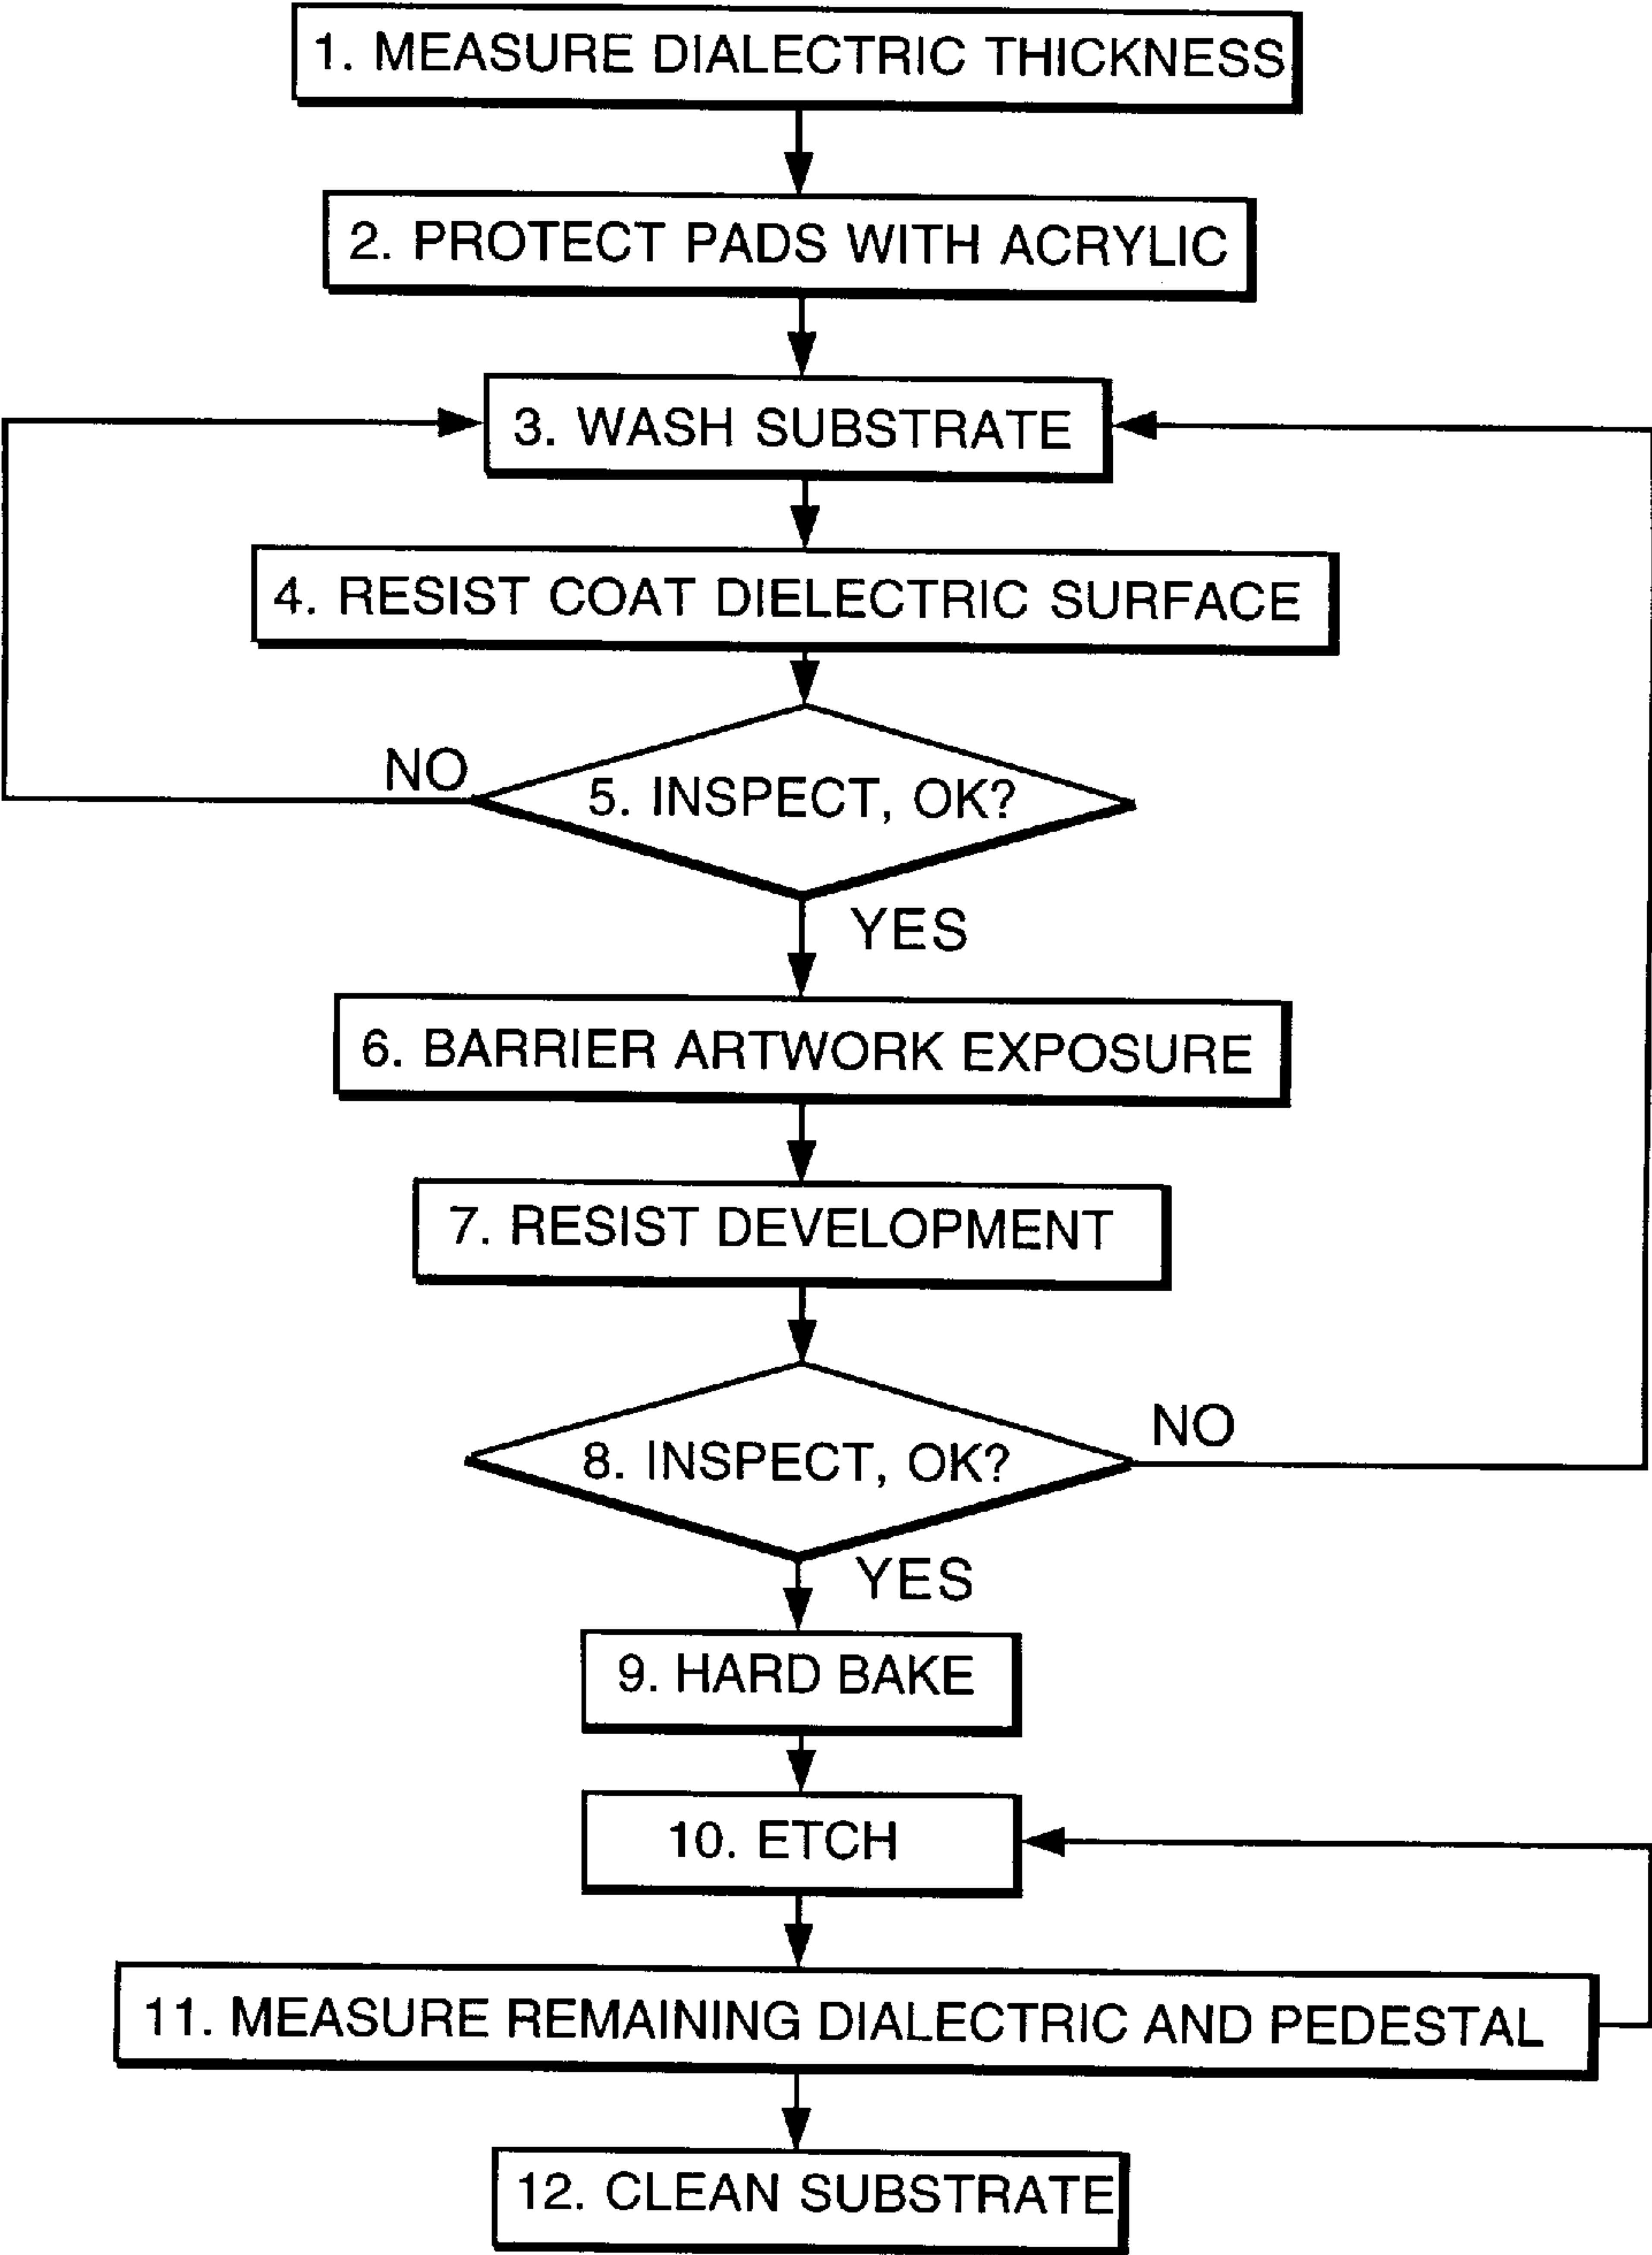 1. MEASURE DIALECTRIC THICKNESS
2. PROTECT PADS WITH ACRYLIC
3. WASH SUBSTRATE
4. RESIST COAT DIELECTRIC SURFACE
NO
5. INSPECT, OK?
YES
6. BARRIER ARTWORK EXPOSURE
7. RESIST DEVELOPMENT
NO
8. INSPECT, OK?
YES
9. HARD BAKE
10. ETCH
11. MEASURE REMAINING DIALECTRIC AND PEDESTAL
12. CLEAN SUBSTRATE